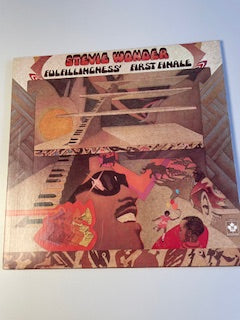 STEVIE WONDER
FULFILLINGNESS' FIRST FINALE